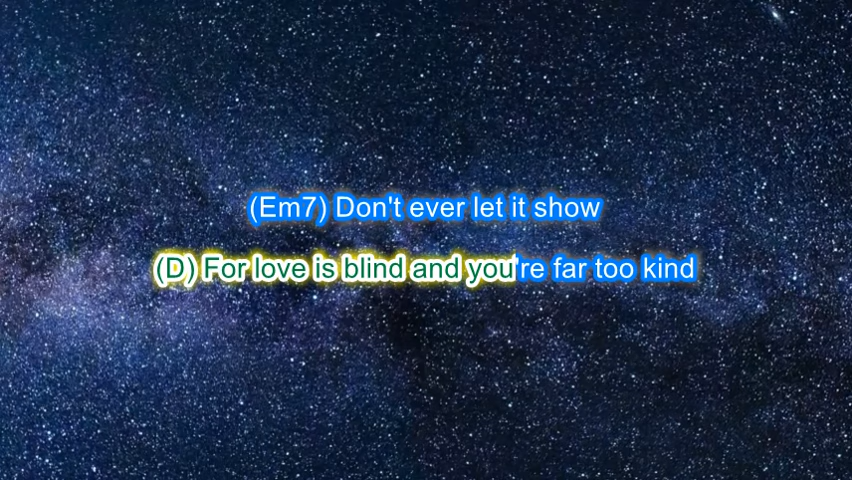 (Em7) Don't ever let it show
(D) For love is blind and you're far too kind